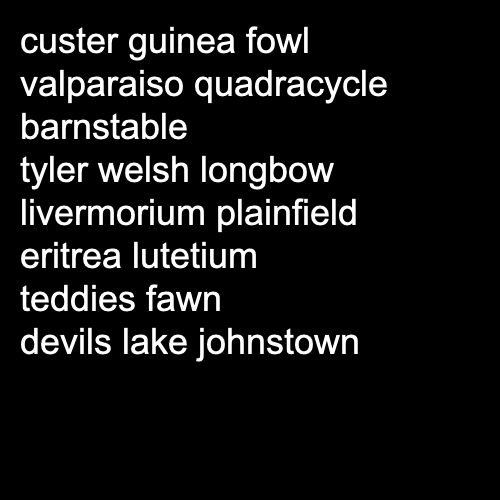 custer guinea fowl
valparaiso quadracycle
barnstable
tyler welsh longbow
livermorium plainfield
eritrea lutetium
teddies fawn
devils lake johnstown